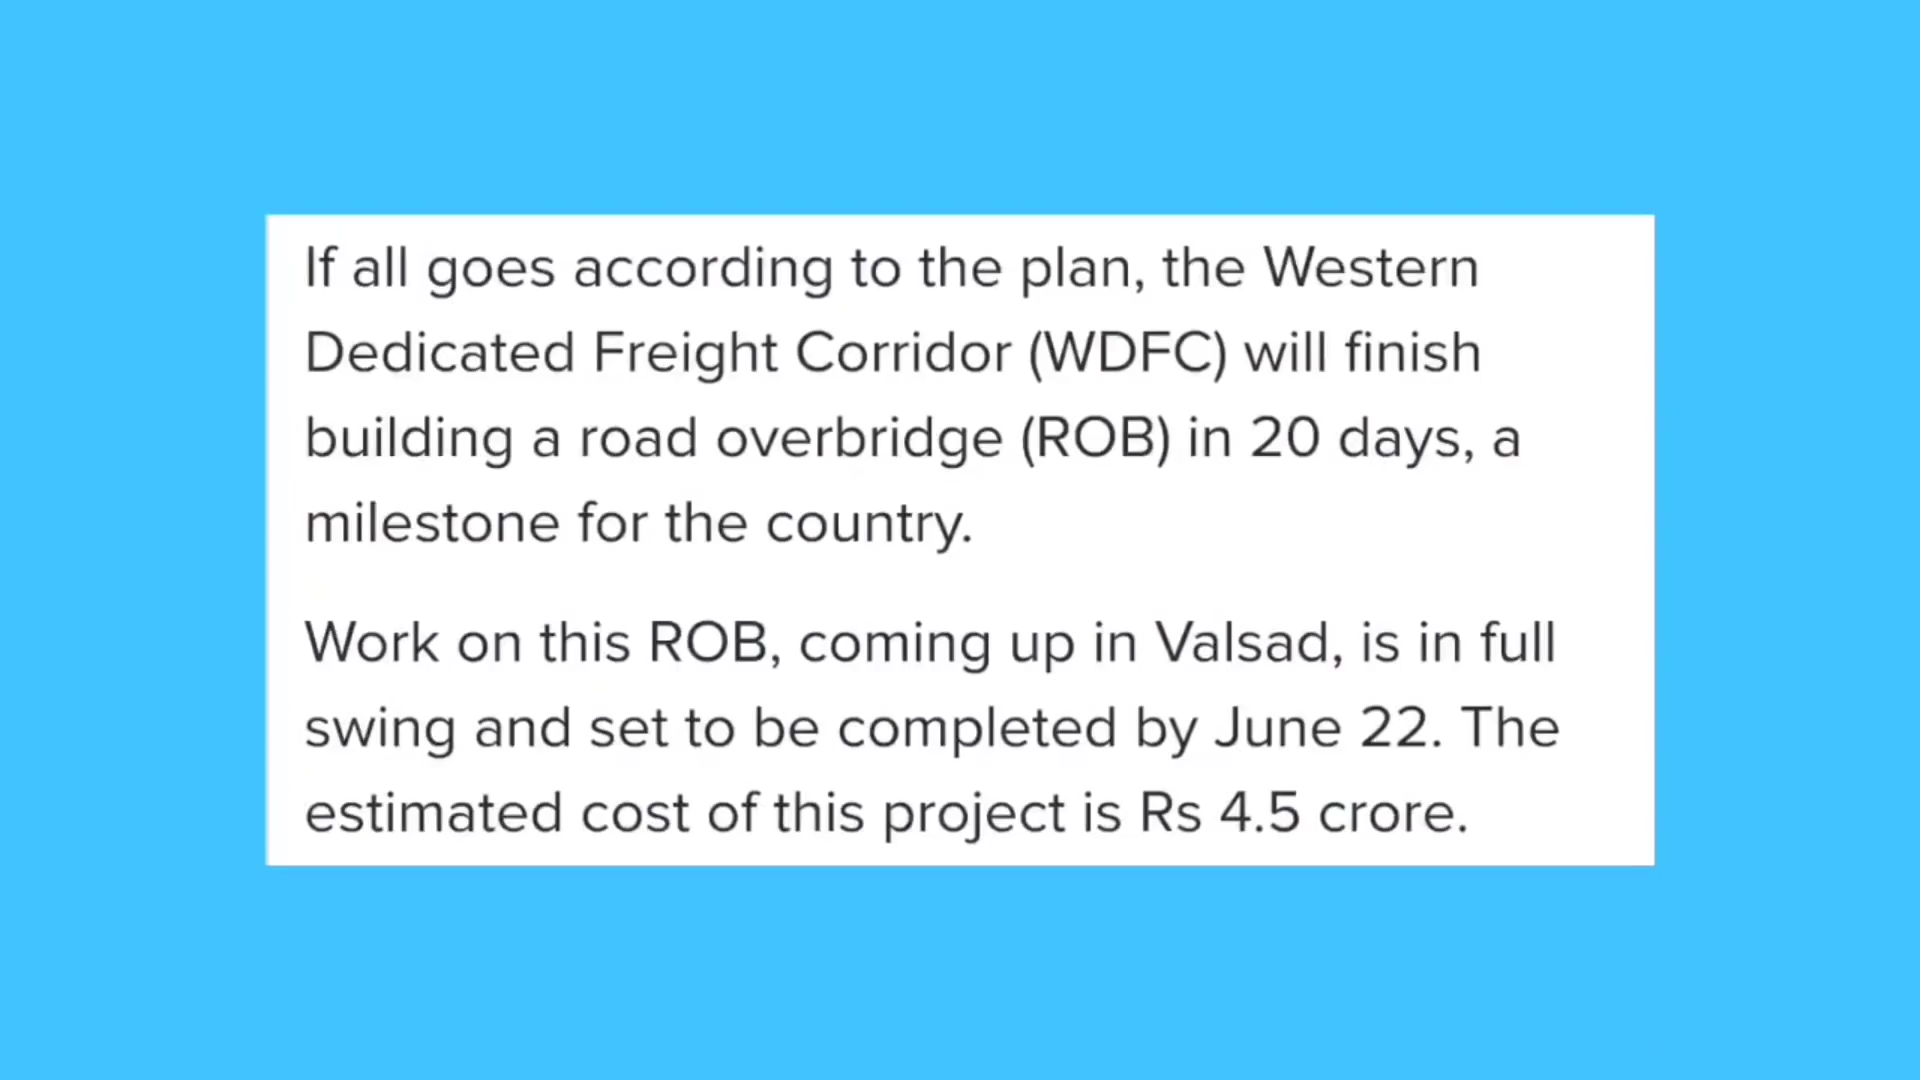 If all goes according to the plan, the Western
Dedicated Freight Corridor (WDFC) will finish
building a road overbridge (ROB) in 20 days, a
milestone for the country.
Work on this ROB, coming up in Valsad, is in full
swing and set to be completed by June 22. The
estimated cost of this project is Rs 4.5 crore.